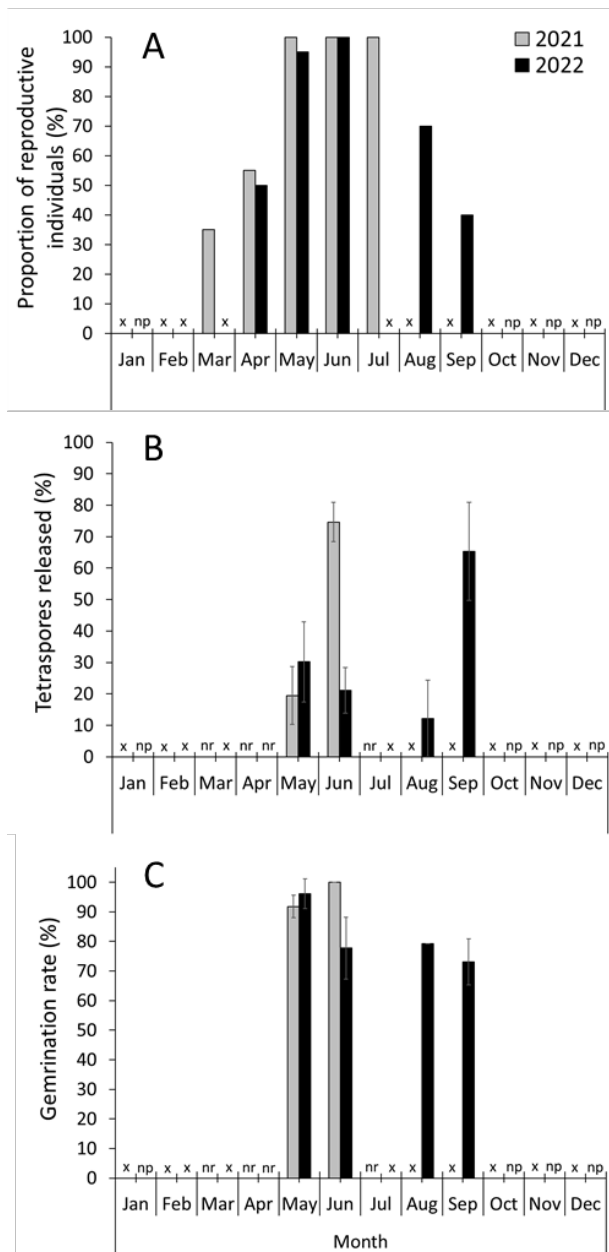 A
2021
2022
Proportion of reproductive
individuals (%)
100
90
80
70
60
50
40
30
20
10
0
x np x x x x x x x np x np x np
Jan Feb Mar Apr May Jun Jul Aug Sep Oct Nov Dec
B
Tetraspores released (%)
100
90
80
70
60
50
40
30
20
10
0
x np x x nr x nr nr nr x x x x np x np x np
Jan Feb Mar Apr May Jun Jul Aug Sep Oct Nov Dec
C
Gemrination rate (%)
100
90
80
70
60
50
40
30
20
10
0
x np x x nr x nr nr nr x x x x np x np x np
Jan Feb Mar Apr May Jun Jul Aug Sep Oct Nov Dec
Month